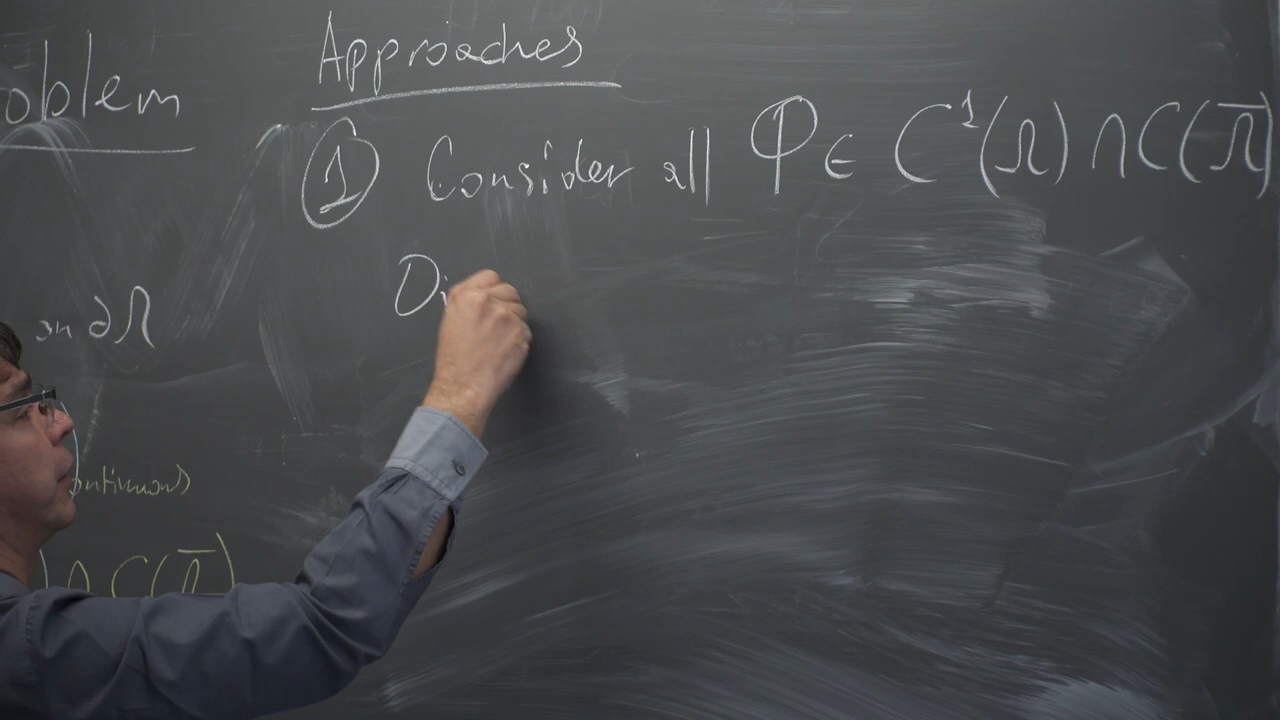 oblem
Approaches
① Consider all φ ∈ C¹(Ω) ∩ C(Ω̅)
Di
on ∂Ω
ontinuous
) ∩ C(Ω̅)